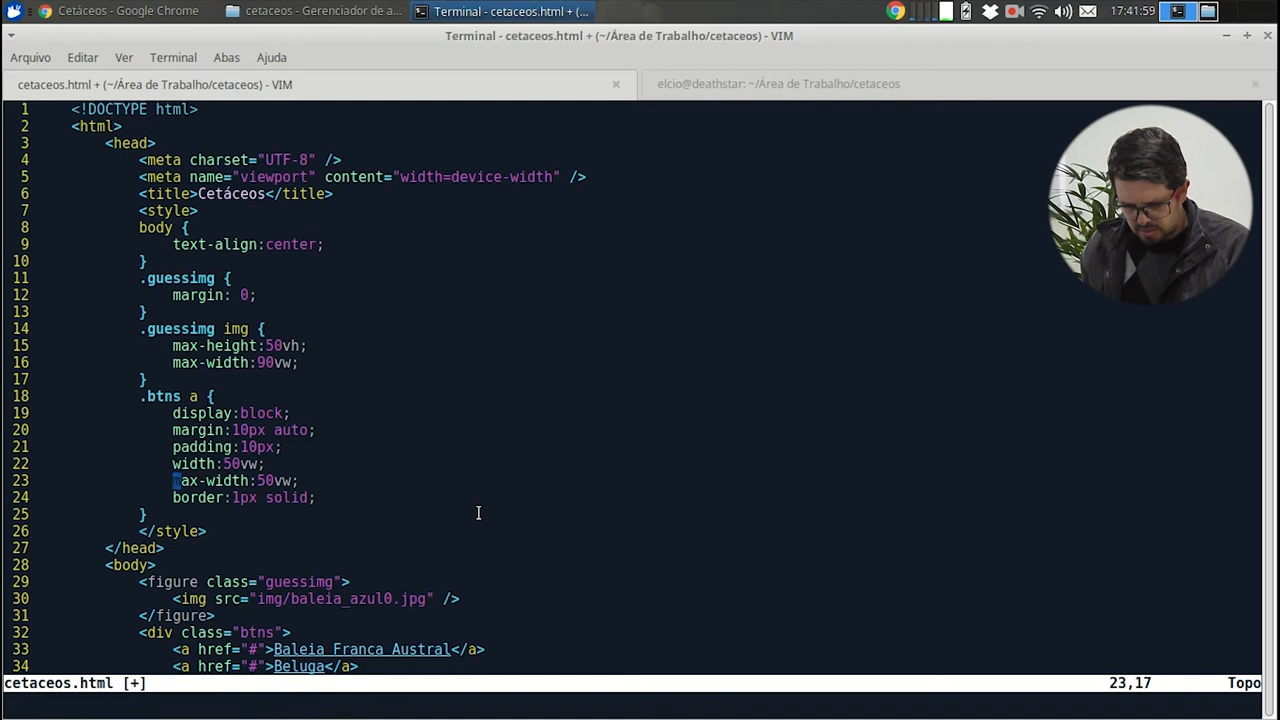 Cetáceos - Google Chrome
cetaceos - Gerenciador de a...
Terminal - cetaceos.html + (...
17:41:59
Terminal - cetaceos.html + (~/Área de Trabalho/cetaceos) - VIM
Arquivo Editar Ver Terminal Abas Ajuda
cetaceos.html + (~/Área de Trabalho/cetaceos) - VIM
elcio@deathstar: ~/Área de Trabalho/cetaceos
1 <!DOCTYPE html>
2 <html>
3 <head>
4 <meta charset="UTF-8" />
5 <meta name="viewport" content="width=device-width" />
6 <title>Cetáceos</title>
7 <style>
8 body {
9 text-align:center;
10 }
11 .guessimg {
12 margin: 0;
13 }
14 .guessimg img {
15 max-height:50vh;
16 max-width:90vw;
17 }
18 .btns a {
19 display:block;
20 margin:10px auto;
21 padding:10px;
22 width:50vw;
23 max-width:50vw;
24 border:1px solid;
25 }
26 </style>
27 </head>
28 <body>
29 <figure class="guessimg">
30 <img src="img/baleia_azul0.jpg" />
31 </figure>
32 <div class="btns">
33 <a href="#">Baleia Franca Austral</a>
34 <a href="#">Beluga</a>
cetaceos.html [+] 23,17 Topo